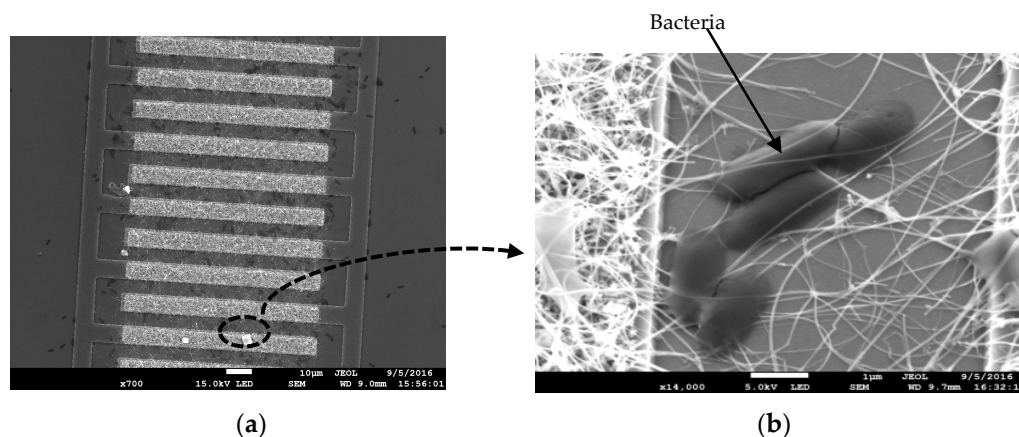 Bacteria
10μm JEOL 9/5/2016
x700 15.0kV LED SEM WD 9.0mm 15:56:01
1μm JEOL 9/5/2016
x14,000 5.0kV LED SEM WD 9.7mm 16:32:1
(a)
(b)